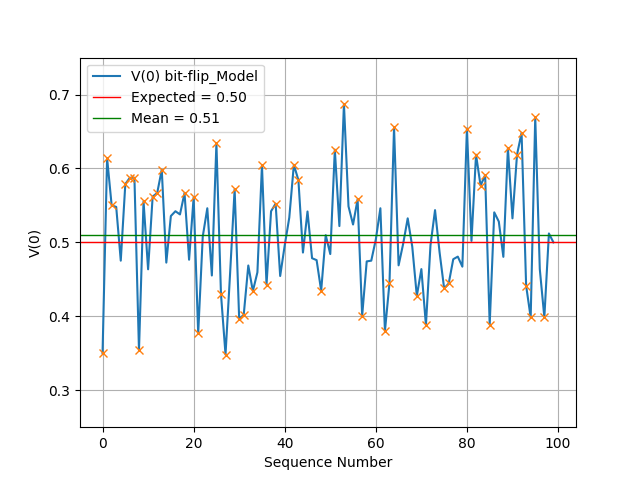 V(0) bit-flip_Model
Expected = 0.50
Mean = 0.51
0.7
0.6
0.5
0.4
0.3
V(0)
0 20 40 60 80 100
Sequence Number